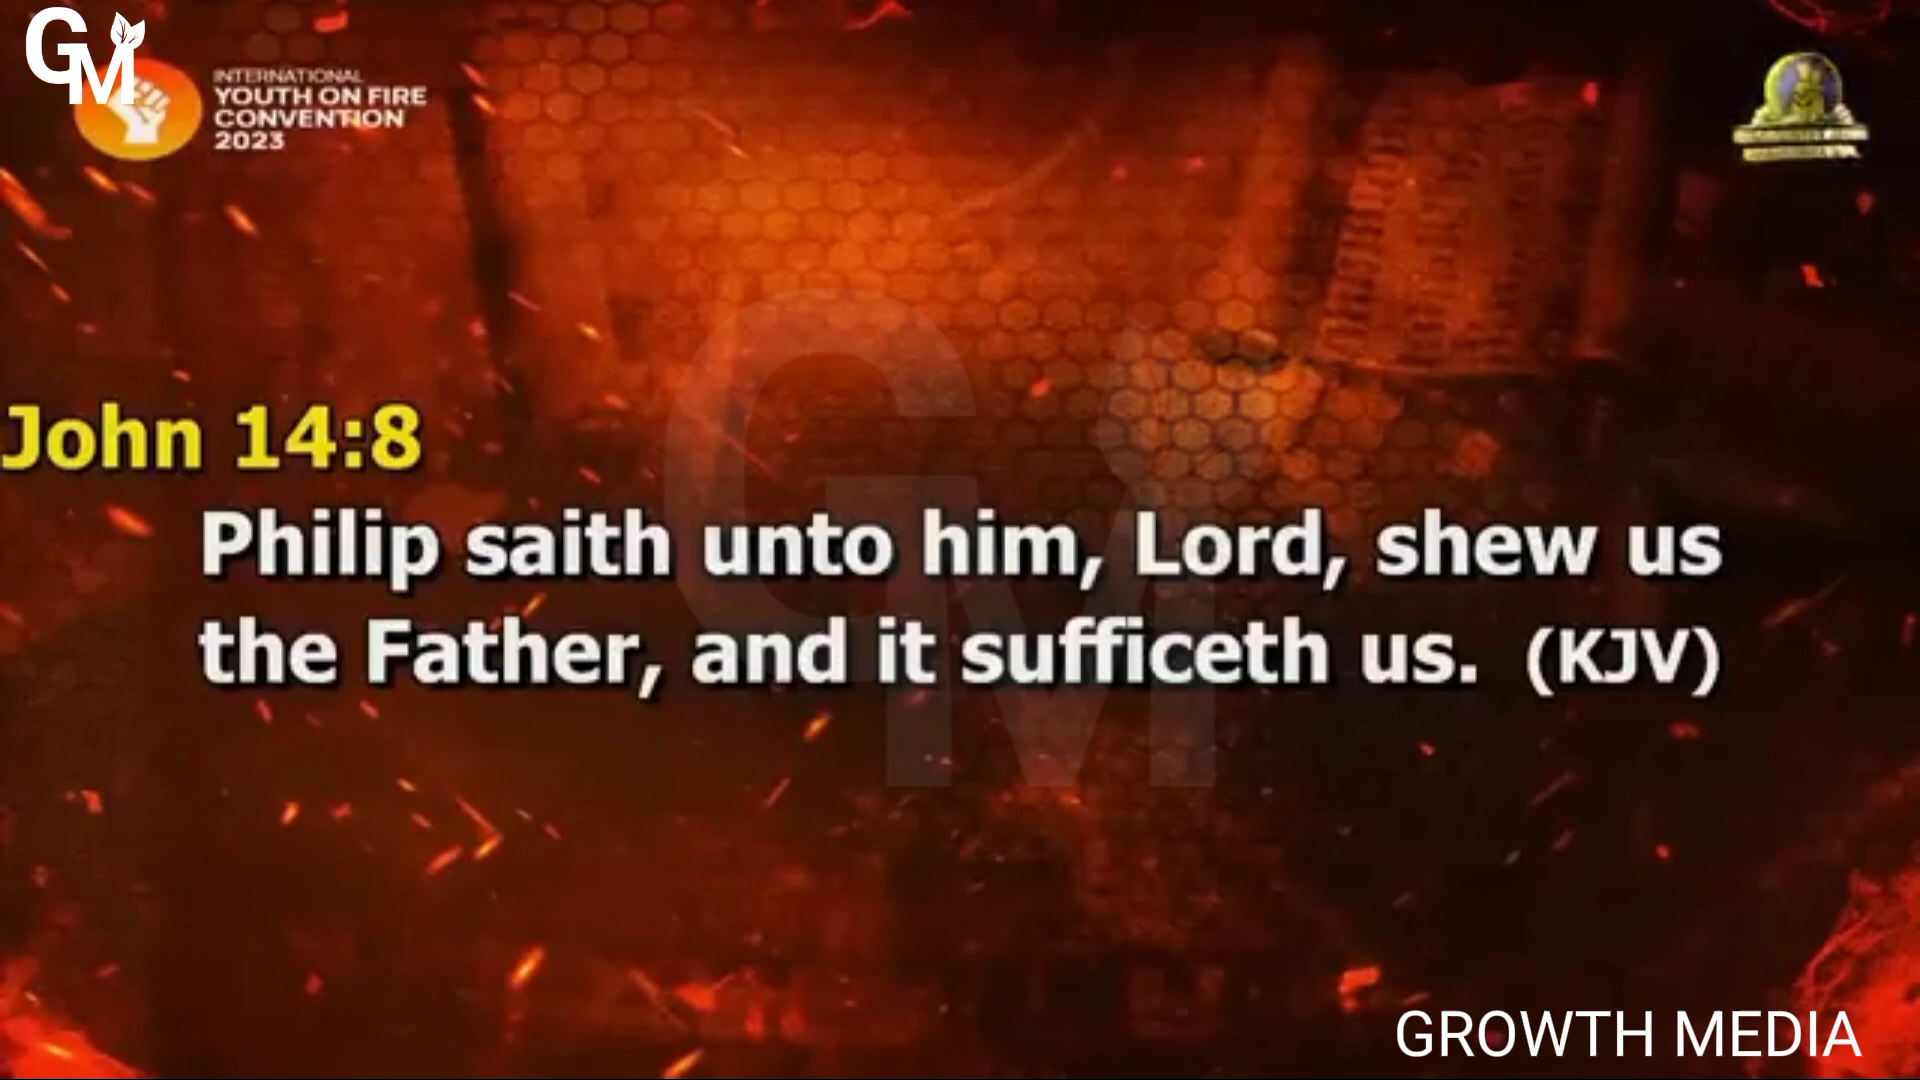 GM
INTERNATIONAL
YOUTH ON FIRE
CONVENTION
2023
John 14:8
Philip saith unto him, Lord, shew us
the Father, and it sufficeth us. (KJV)
GM
GROWTH MEDIA